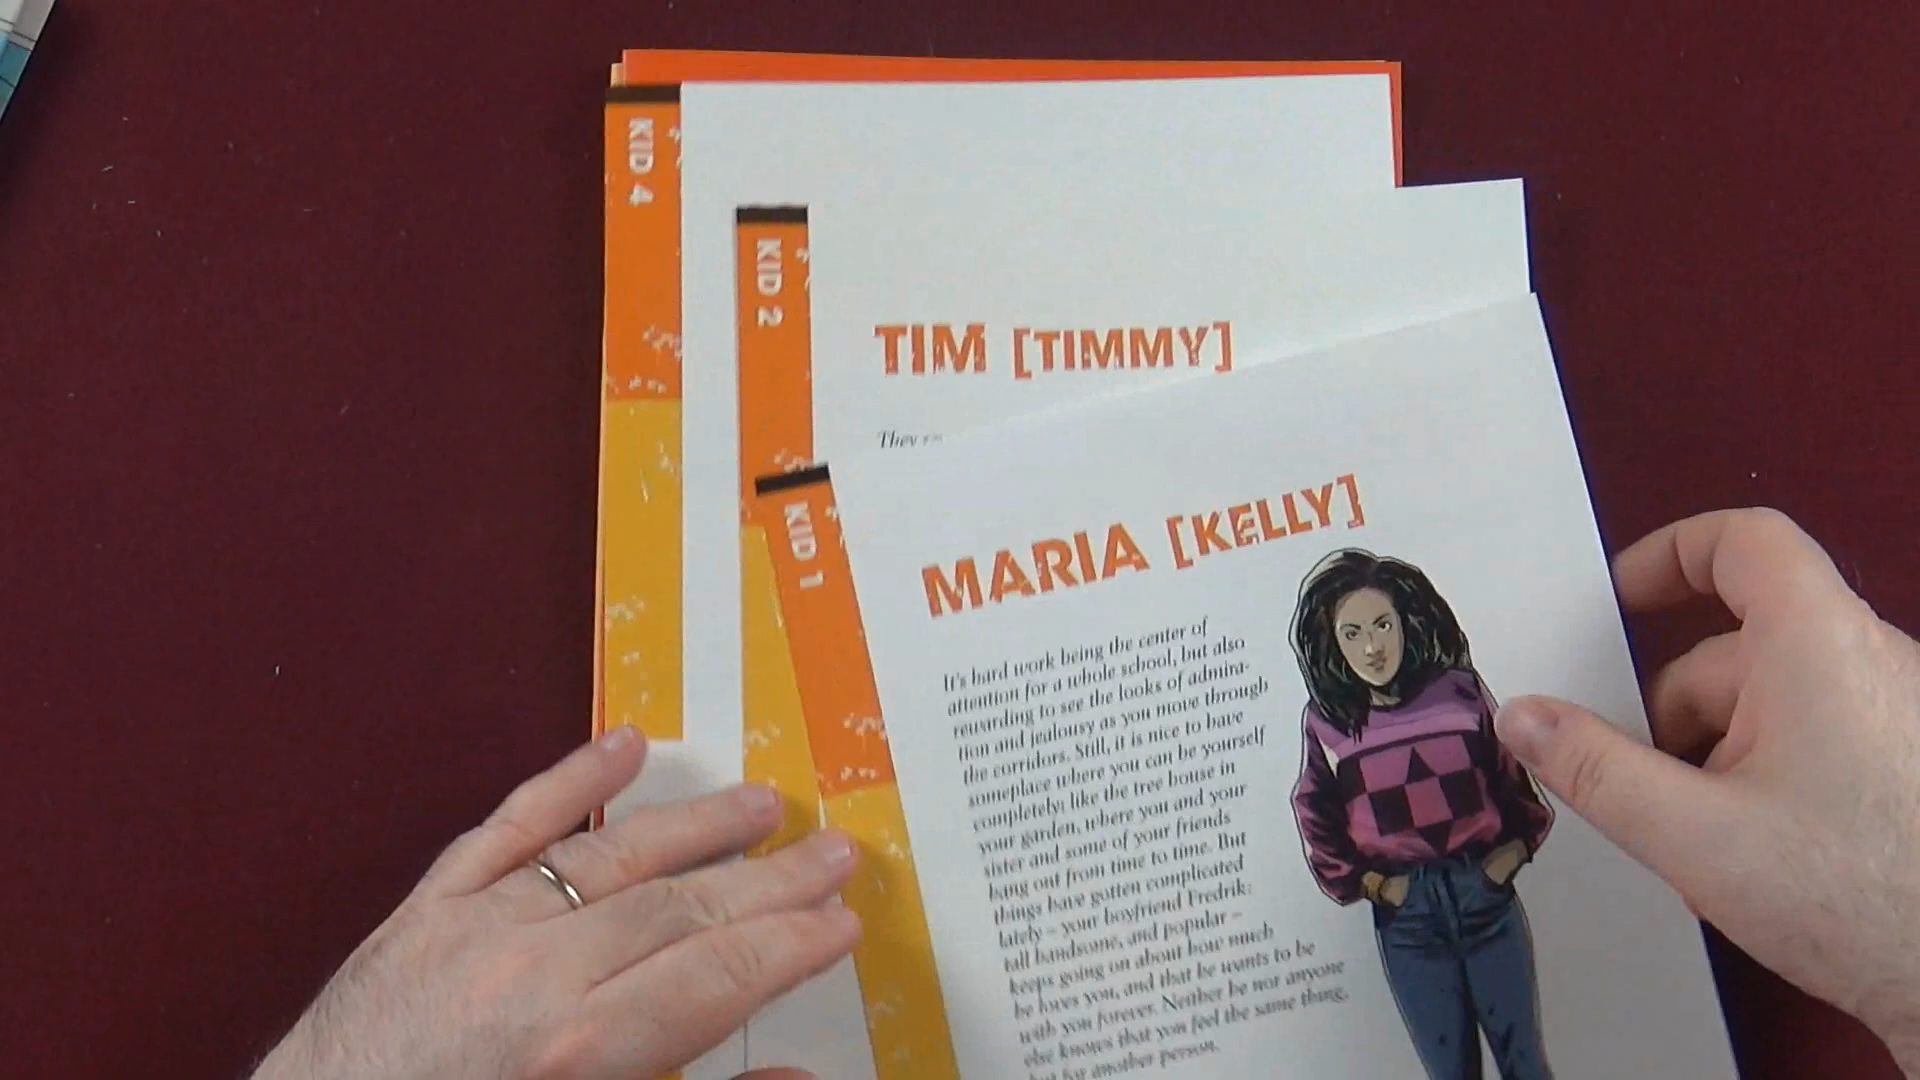 KID 4
KID 2
TIM [TIMMY]
They
KID 1
MARIA [KELLY]
It's hard work being the center of
attention for a whole school, but also
rewarding to see the looks of admira-
tion and jealousy as you move through
the corridors. Still, it is nice to have
someplace where you can be yourself
completely; like the tree house in
your garden, where you and your
sister and some of your friends
hang out from time to time. But
things have gotten complicated
lately – your boyfriend Fredrik:
tall handsome, and popular –
keeps going on about how much
he loves you, and that he wants to be
with you forever. Neither he nor anyone
else knows that you feel the same thing,
but for another person.